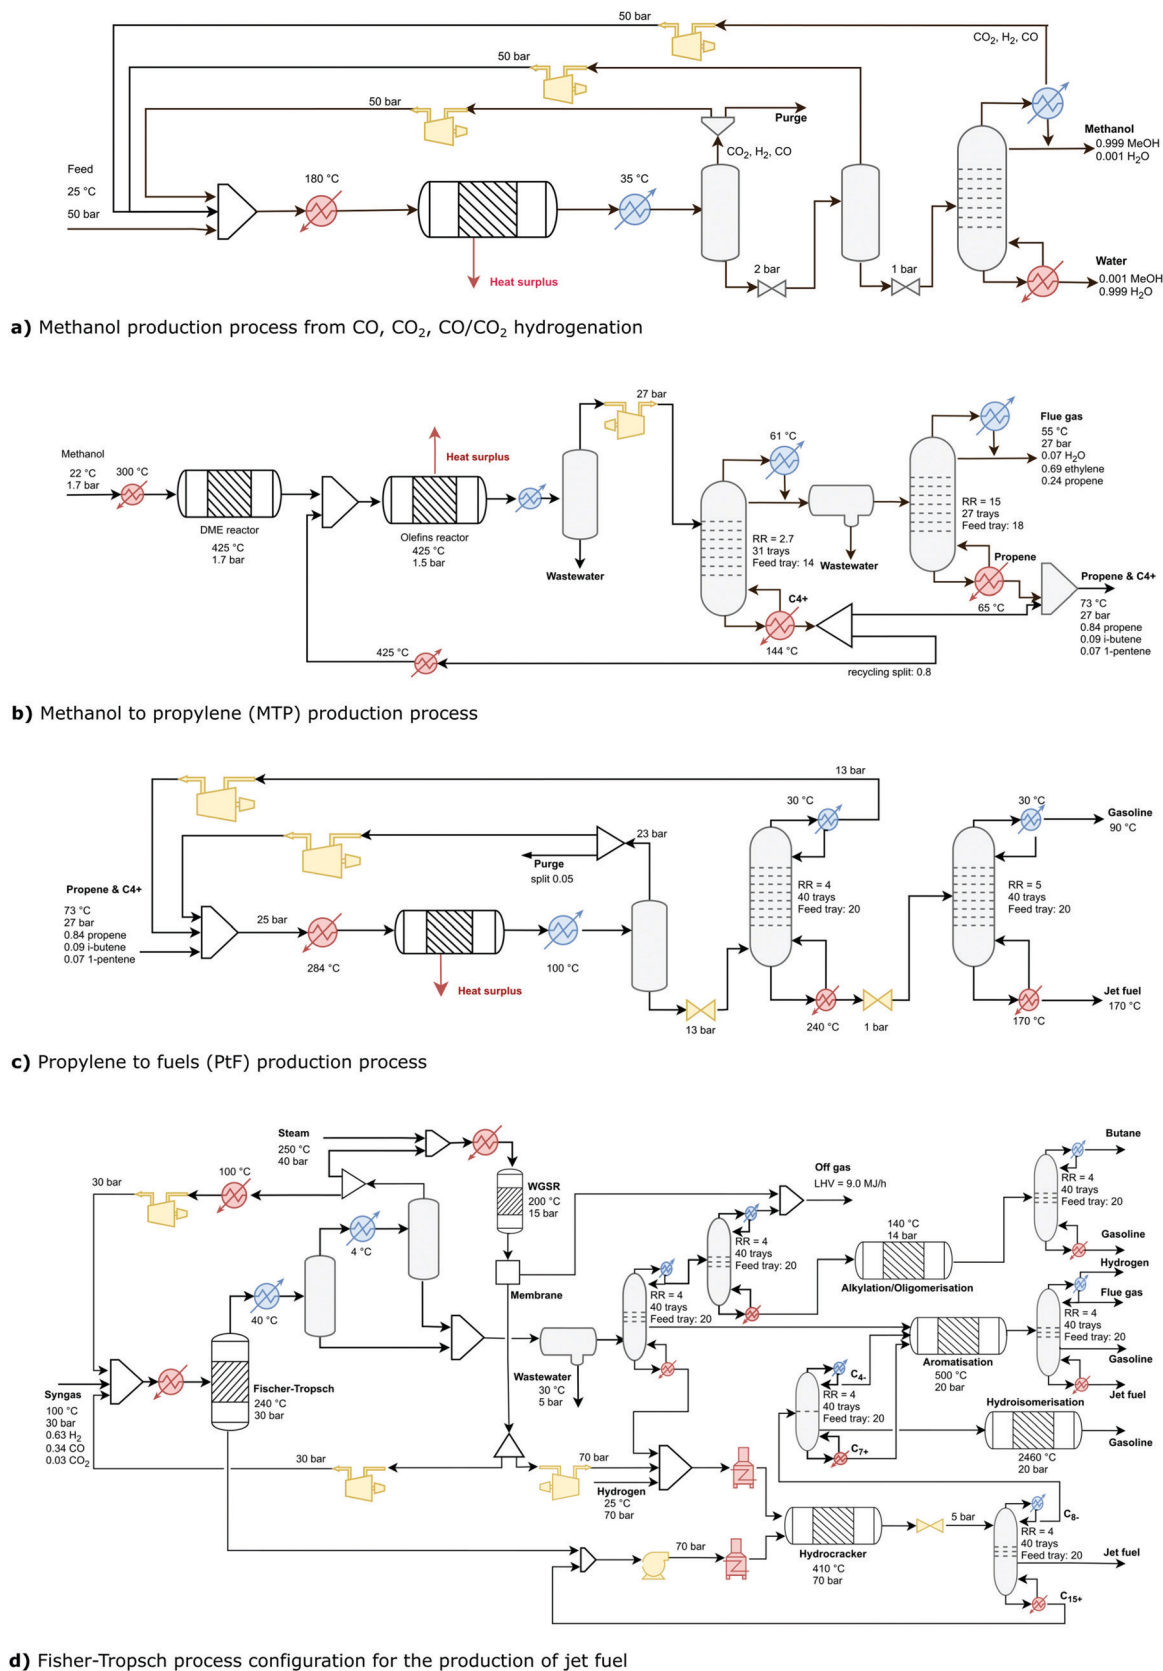 50 bar
CO₂, H₂, CO
50 bar
50 bar
Purge
CO₂, H₂, CO
Methanol
0.999 MeOH
0.001 H₂O
Feed
25 °C
50 bar
180 °C
35 °C
Heat surplus
2 bar
1 bar
Water
0.001 MeOH
0.999 H₂O
a) Methanol production process from CO, CO₂, CO/CO₂ hydrogenation
27 bar
Methanol
22 °C
1.7 bar
300 °C
DME reactor
425 °C
1.7 bar
Heat surplus
Olefins reactor
425 °C
1.5 bar
Wastewater
61 °C
RR = 2.7
31 trays
Feed tray: 14
Wastewater
C4+
144 °C
RR = 15
27 trays
Feed tray: 18
Flue gas
55 °C
27 bar
0.07 H₂O
0.69 ethylene
0.24 propene
Propene
65 °C
Propene & C4+
73 °C
27 bar
0.84 propene
0.09 i-butene
0.07 1-pentene
425 °C
recycling split: 0.8
b) Methanol to propylene (MTP) production process
13 bar
23 bar
Purge
split 0.05
Propene & C4+
73 °C
27 bar
0.84 propene
0.09 i-butene
0.07 1-pentene
25 bar
284 °C
Heat surplus
100 °C
13 bar
30 °C
RR = 4
40 trays
Feed tray: 20
240 °C
1 bar
30 °C
RR = 5
40 trays
Feed tray: 20
170 °C
Gasoline
90 °C
Jet fuel
170 °C
c) Propylene to fuels (PtF) production process
Steam
250 °C
40 bar
30 bar
100 °C
WGSR
200 °C
15 bar
4 °C
40 °C
Membrane
Off gas
LHV = 9.0 MJ/h
RR = 4
40 trays
Feed tray: 20
RR = 4
40 trays
Feed tray: 20
140 °C
14 bar
Alkylation/Oligomerisation
Butane
RR = 4
40 trays
Feed tray: 20
Gasoline
Hydrogen
Flue gas
RR = 4
40 trays
Feed tray: 20
Gasoline
Jet fuel
Aromatisation
500 °C
20 bar
Syngas
100 °C
30 bar
0.63 H₂
0.34 CO
0.03 CO₂
Fischer-Tropsch
240 °C
30 bar
Wastewater
30 °C
5 bar
C₄₋
RR = 4
40 trays
Feed tray: 20
C₇₊
Hydroisomerisation
2460 °C
20 bar
Gasoline
30 bar
70 bar
Hydrogen
25 °C
70 bar
70 bar
Hydrocracker
410 °C
70 bar
5 bar
C₈₋
RR = 4
40 trays
Feed tray: 20
Jet fuel
C₁₅₊
d) Fisher-Tropsch process configuration for the production of jet fuel